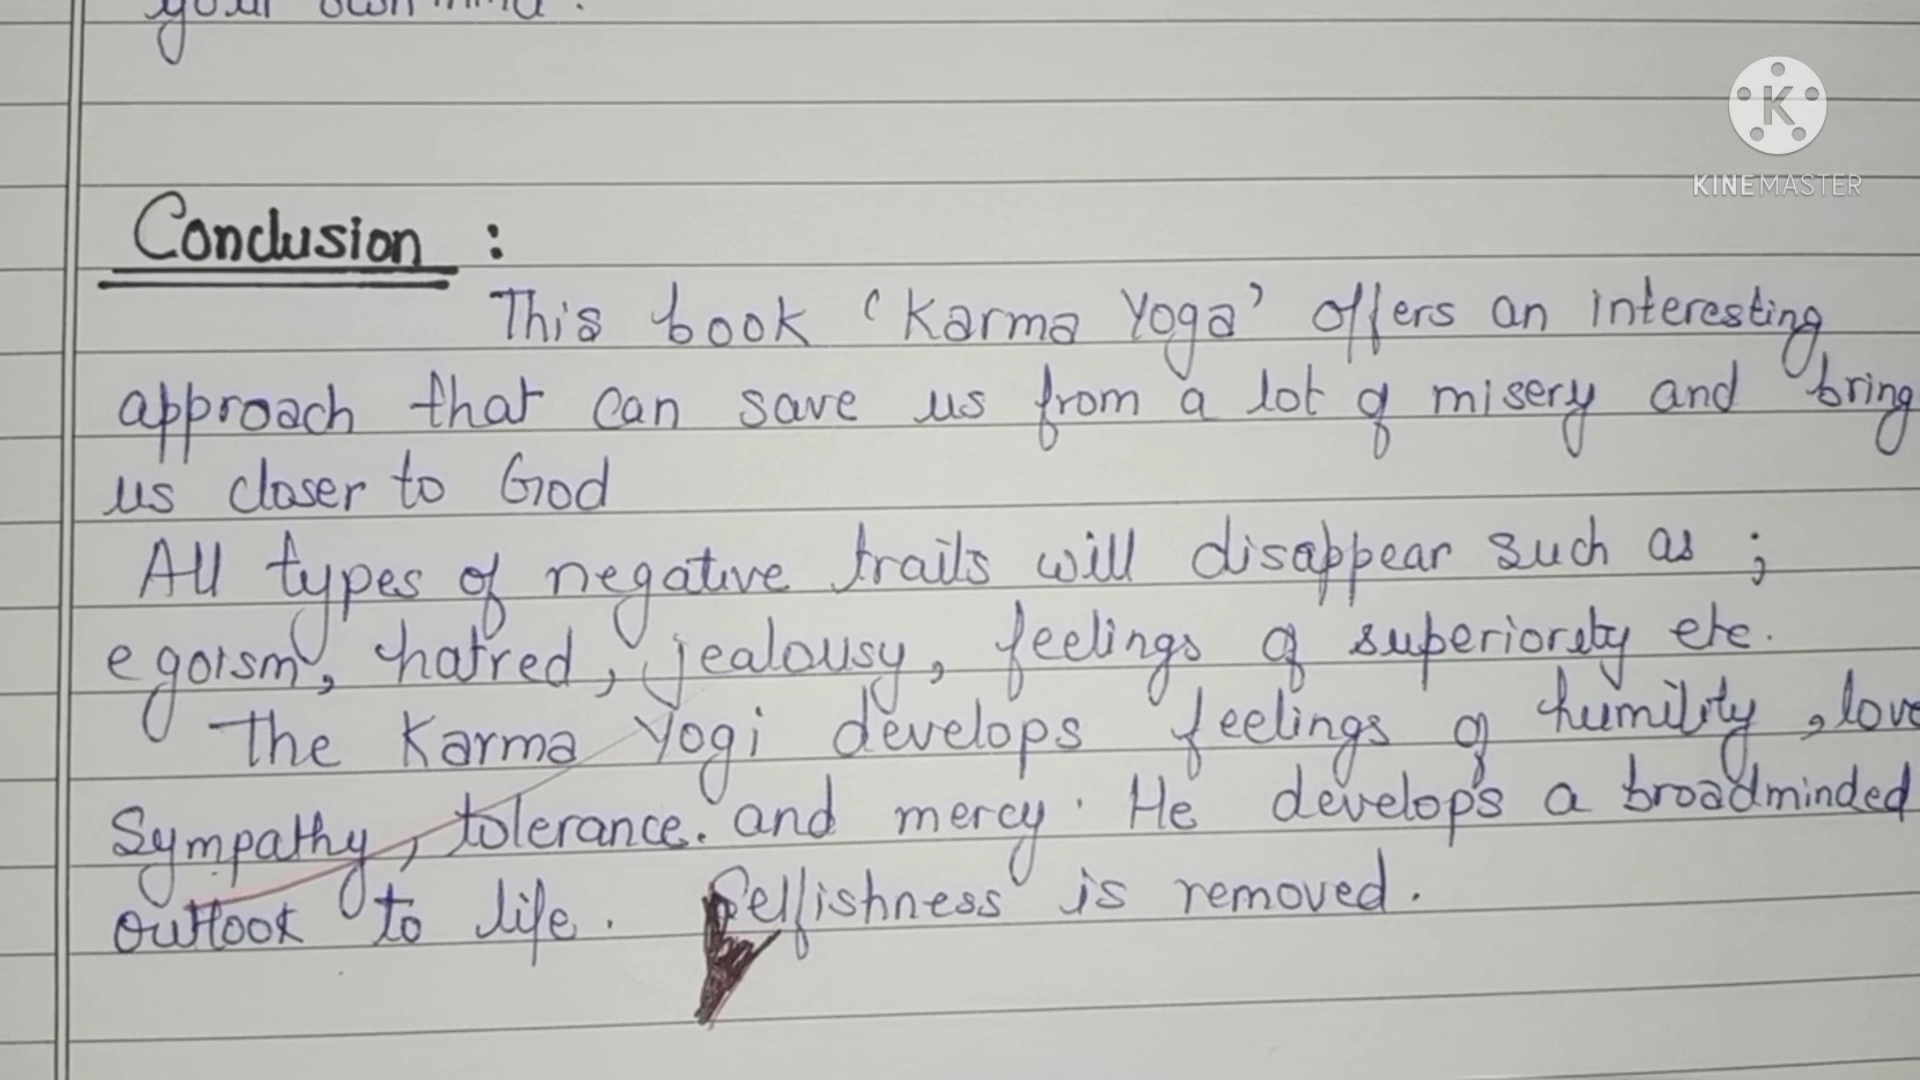 your own mind.
K
KINEMASTER
Conclusion :
This book 'Karma Yoga' offers an interesting
approach that can save us from a lot of misery and bring
us closer to God
All types of negative traits will disappear such as ;
egoism, hatred, jealousy, feelings of superiority etc.
The Karma Yogi develops feelings of humility, love
Sympathy, tolerance. and mercy. He develops a broadminded
outlook to life. Selfishness is removed.